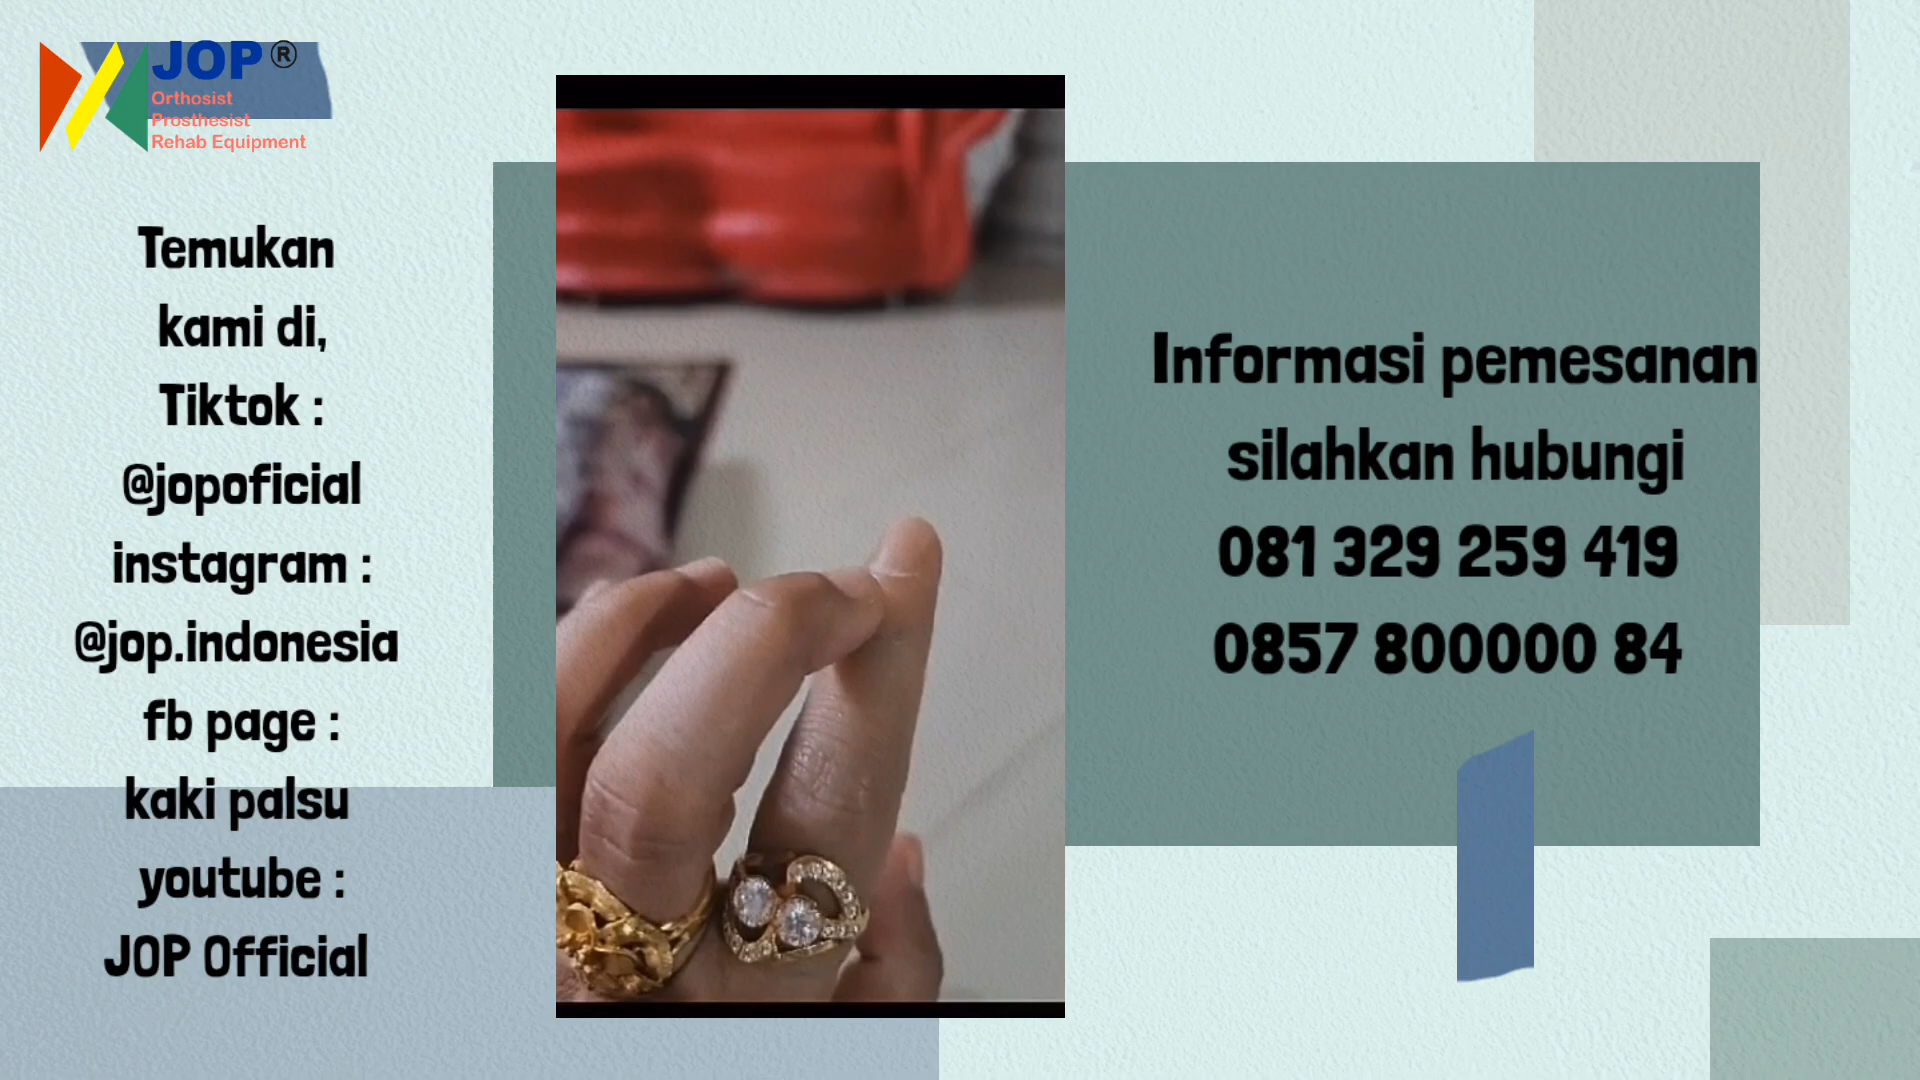 JOP ®
Orthosist
Prosthesist
Rehab Equipment
Temukan
kami di,
Tiktok :
@jopoficial
instagram :
@jop.indonesia
fb page :
kaki palsu
youtube :
JOP Official
Informasi pemesanan
silahkan hubungi
081 329 259 419
0857 800000 84